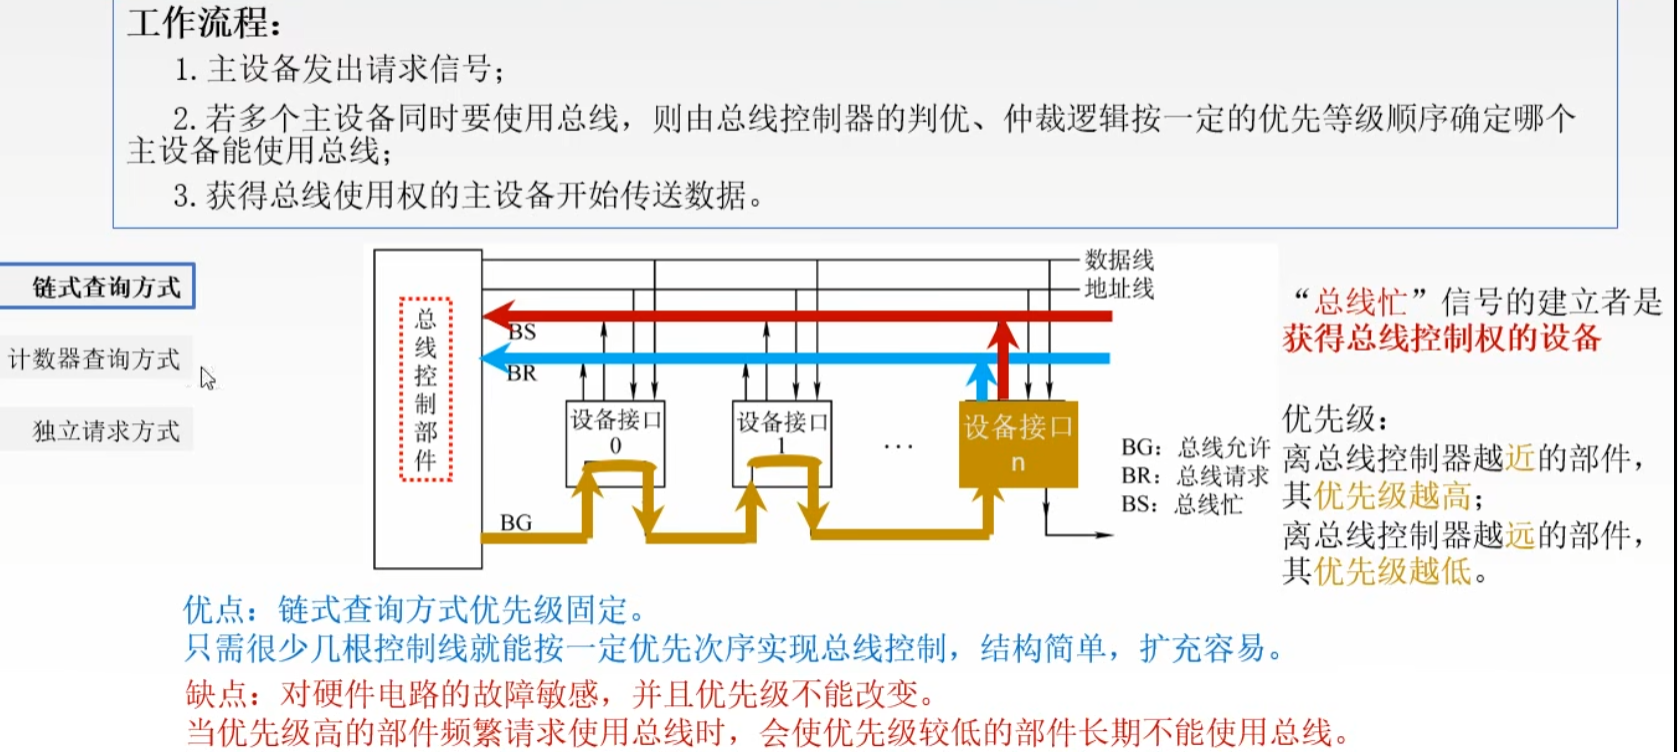 工作流程：
1.主设备发出请求信号；
2.若多个主设备同时要使用总线，则由总线控制器的判优、仲裁逻辑按一定的优先等级顺序确定哪个
主设备能使用总线；
3.获得总线使用权的主设备开始传送数据。
链式查询方式
计数器查询方式
独立请求方式
总线控制部件
数据线
地址线
BS
BR
设备接口
0
设备接口
1
…
设备接口
n
BG
BG：总线允许
BR：总线请求
BS：总线忙
“总线忙”信号的建立者是
获得总线控制权的设备
优先级：
离总线控制器越近的部件，
其优先级越高；
离总线控制器越远的部件，
其优先级越低。
优点：链式查询方式优先级固定。
只需很少几根控制线就能按一定优先次序实现总线控制，结构简单，扩充容易。
缺点：对硬件电路的故障敏感，并且优先级不能改变。
当优先级高的部件频繁请求使用总线时，会使优先级较低的部件长期不能使用总线。